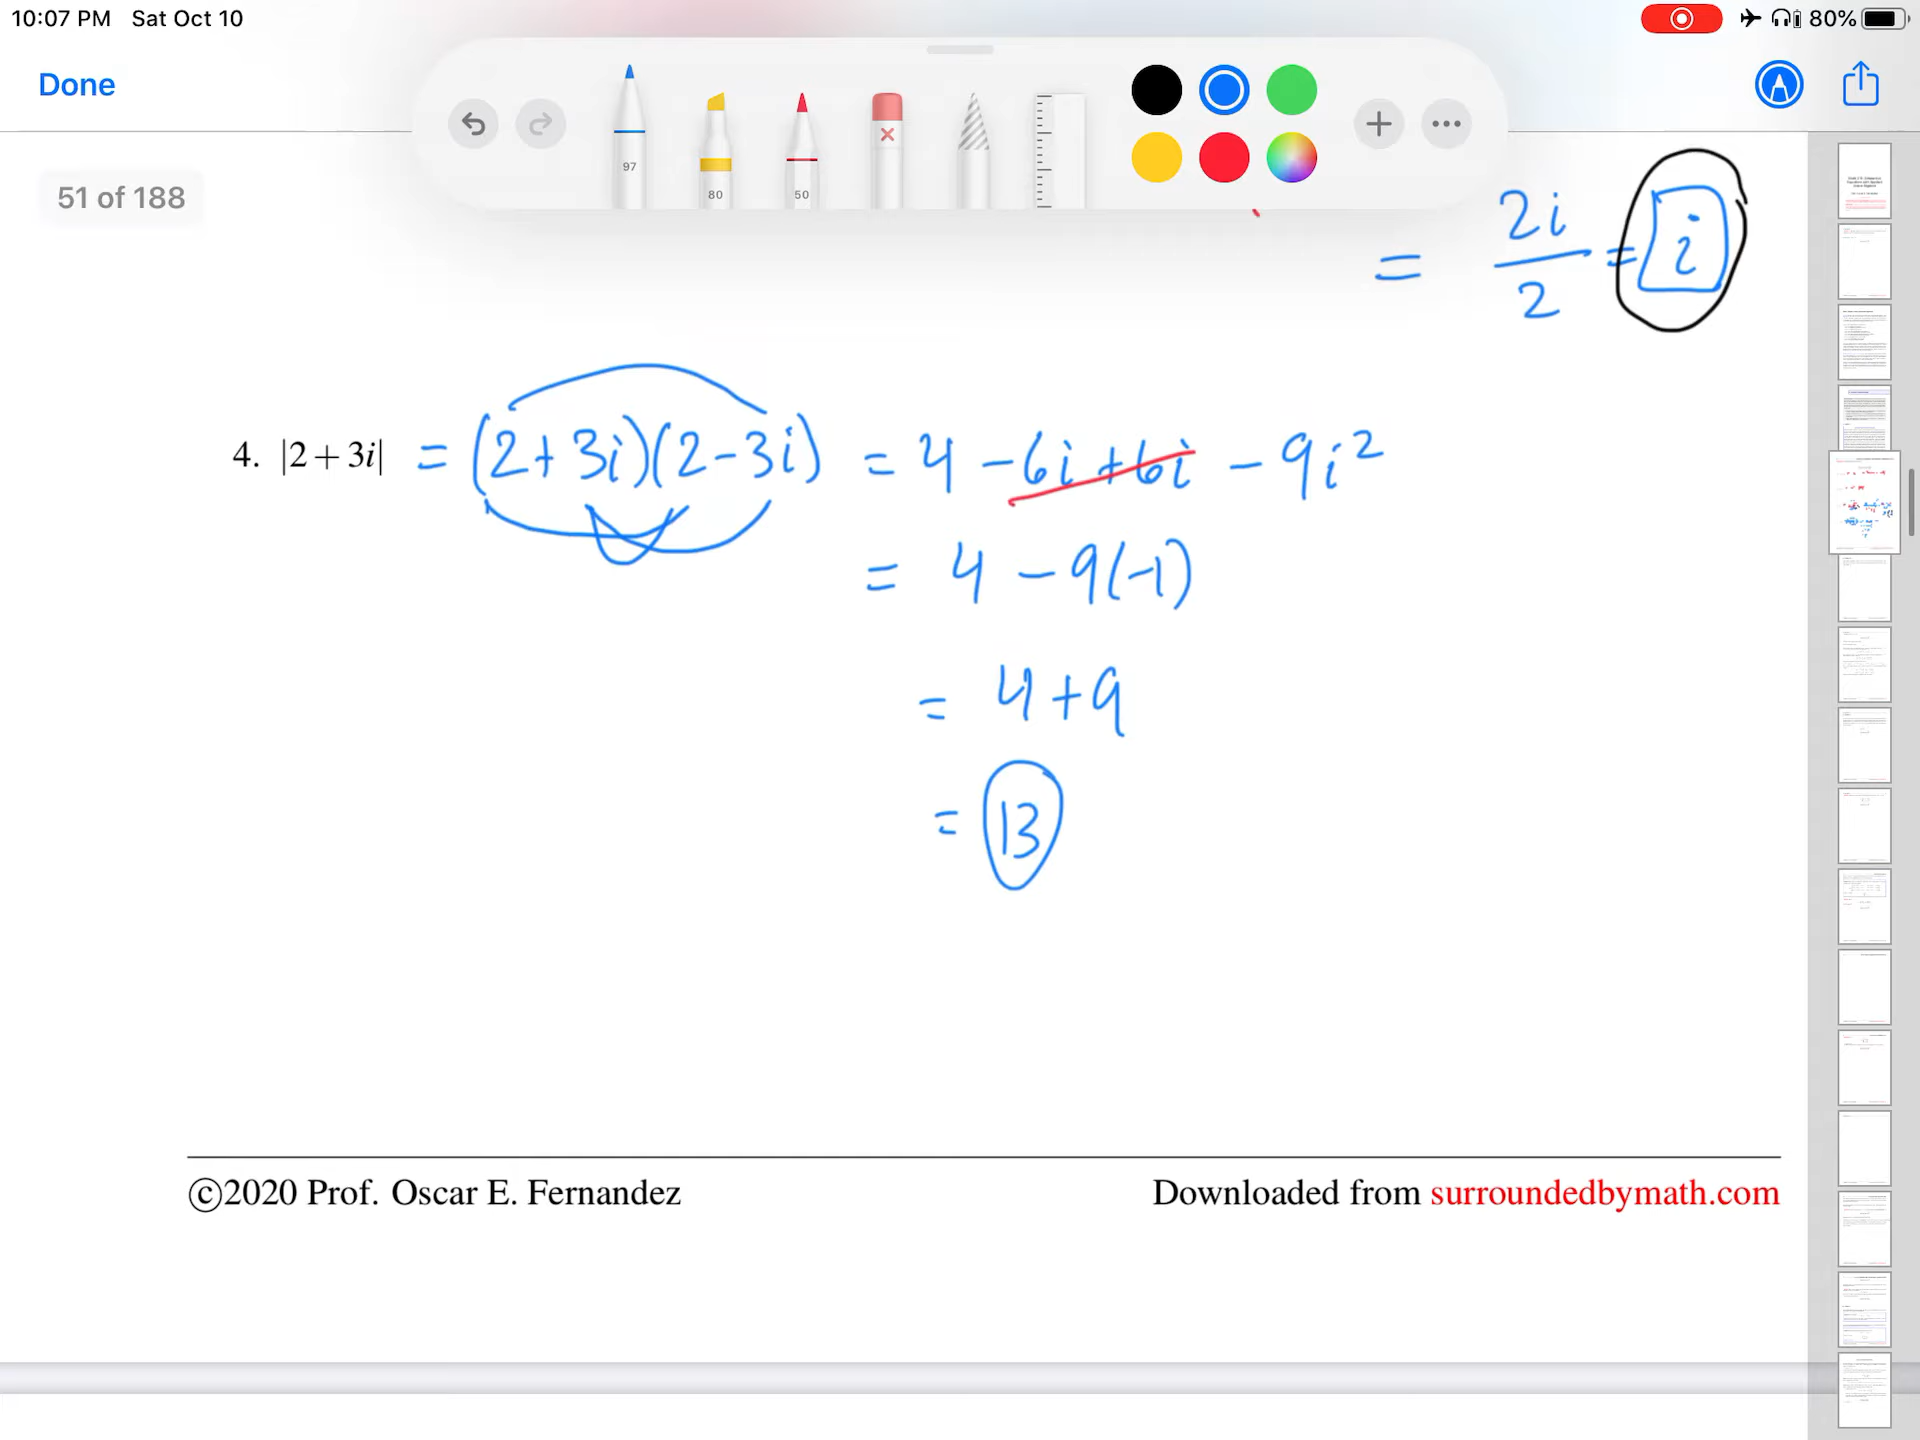 10:07 PM Sat Oct 10 80%
Done
97 80 50
51 of 188
= 2i/2 = i
4. |2+3i| = (2+3i)(2-3i) = 4 -6i +6i - 9i²
= 4 - 9(-1)
= 4+9
= 13
©2020 Prof. Oscar E. Fernandez Downloaded from surroundedbymath.com